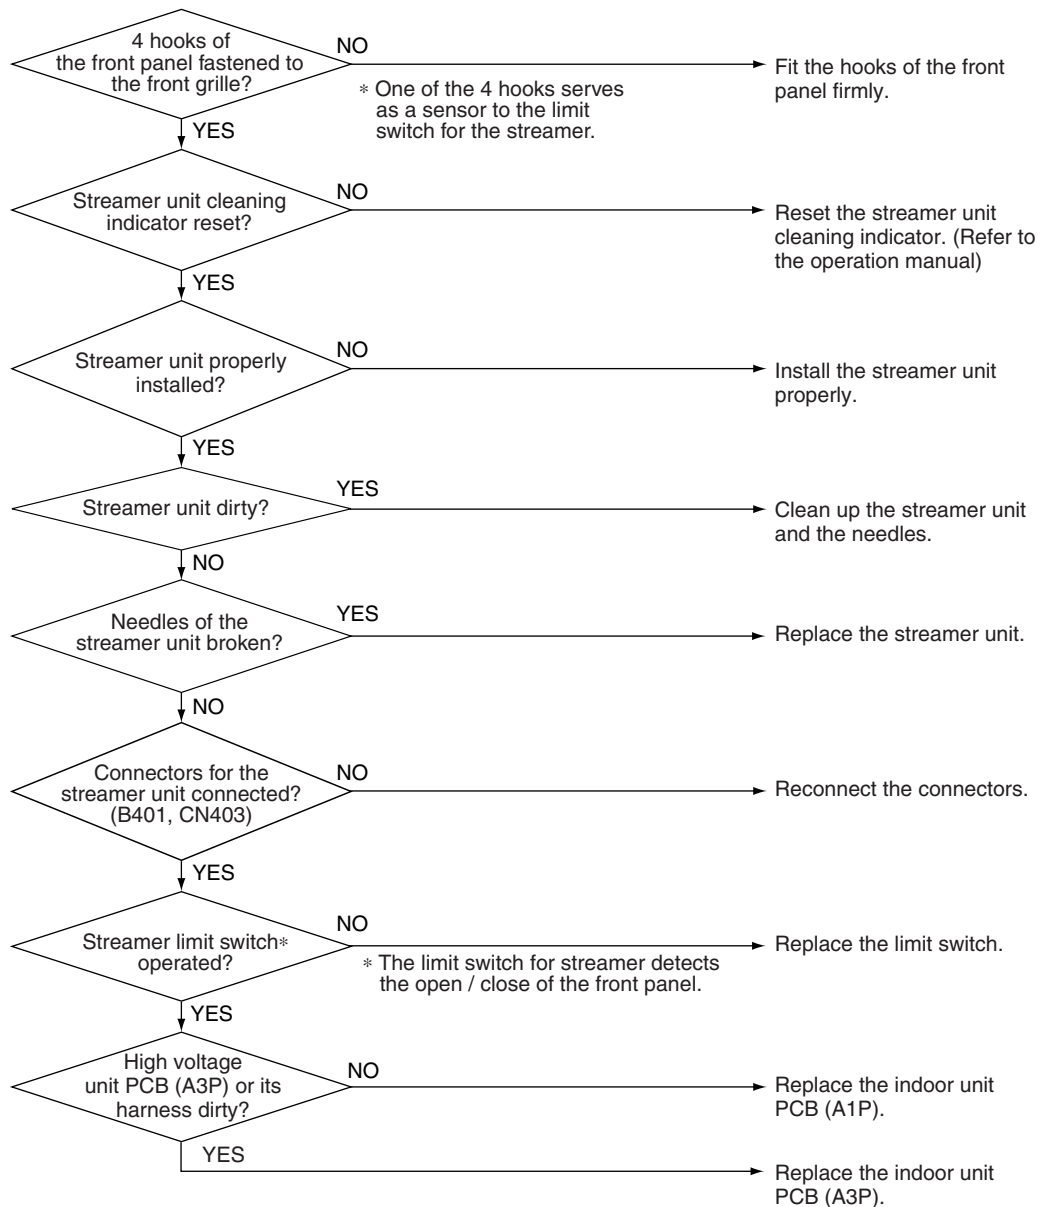 4 hooks of
the front panel fastened to
the front grille?
NO
Fit the hooks of the front
panel firmly.
* One of the 4 hooks serves
as a sensor to the limit
switch for the streamer.
YES
Streamer unit cleaning
indicator reset?
NO
Reset the streamer unit
cleaning indicator. (Refer to
the operation manual)
YES
Streamer unit properly
installed?
NO
Install the streamer unit
properly.
YES
Streamer unit dirty?
YES
Clean up the streamer unit
and the needles.
NO
Needles of the
streamer unit broken?
YES
Replace the streamer unit.
NO
Connectors for the
streamer unit connected?
(B401, CN403)
NO
Reconnect the connectors.
YES
Streamer limit switch*
operated?
NO
Replace the limit switch.
* The limit switch for streamer detects
the open / close of the front panel.
YES
High voltage
unit PCB (A3P) or its
harness dirty?
NO
Replace the indoor unit
PCB (A1P).
YES
Replace the indoor unit
PCB (A3P).